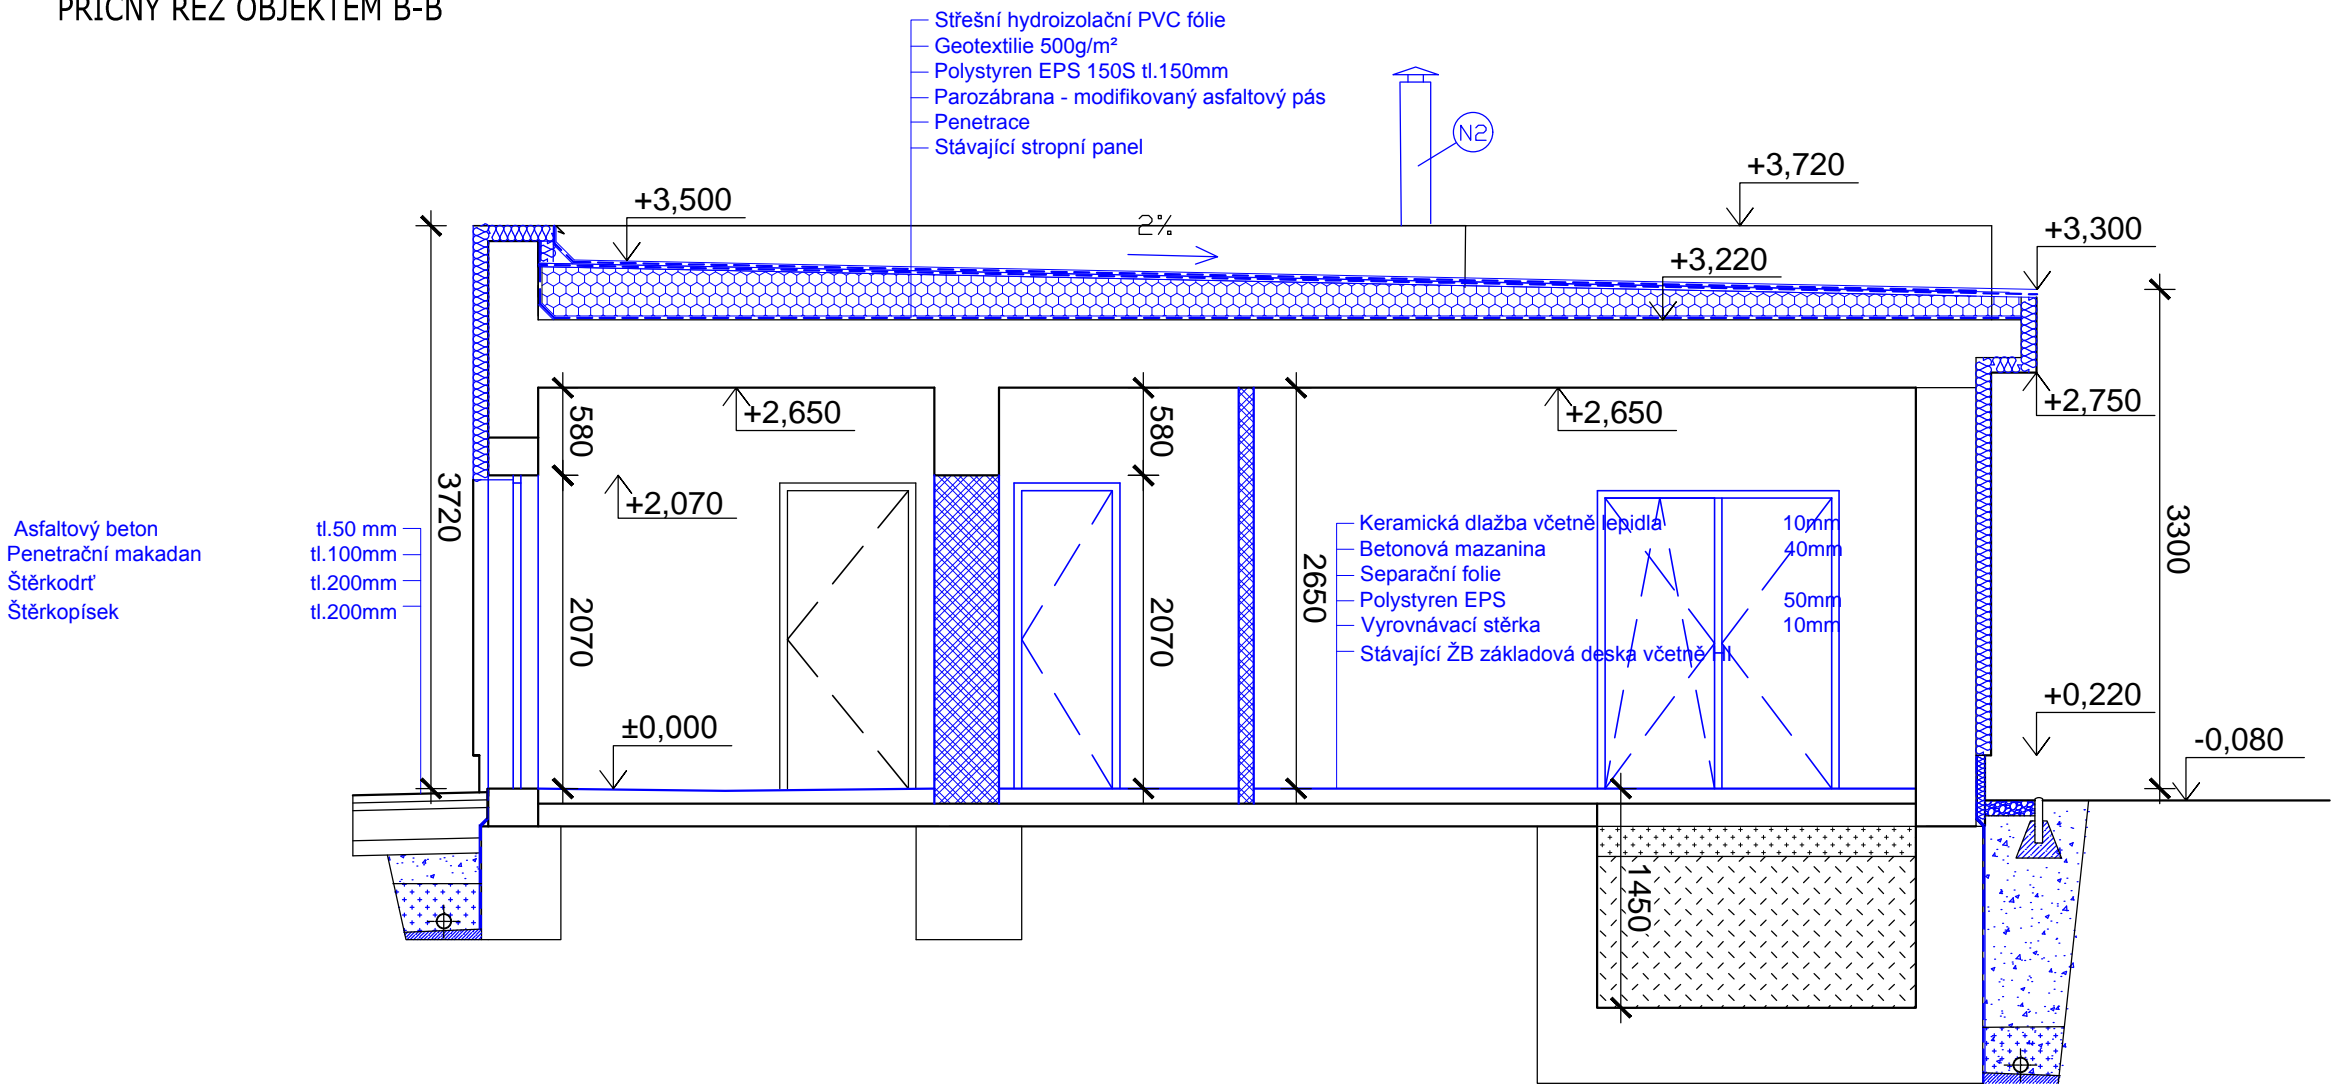 PŘÍČNÝ ŘEZ OBJEKTEM B-B
Střešní hydroizolační PVC fólie
Geotextilie 500g/m²
Polystyren EPS 150S tl.150mm
Parozábrana - modifikovaný asfaltový pás
Penetrace
Stávající stropní panel
N2
+3,720
+3,500
2%
+3,300
+3,220
+2,650
+2,650
+2,750
580
580
+2,070
3720
3300
Asfaltový beton tl.50 mm
Penetrační makadan tl.100mm
Štěrkodrť tl.200mm
Štěrkopísek tl.200mm
Keramická dlažba včetně lepidla 10mm
Betonová mazanina 40mm
Separační folie
Polystyren EPS 50mm
Vyrovnávací stěrka 10mm
Stávající ŽB základová deska včetně HI
2070
2070
2650
±0,000
+0,220
-0,080
1450